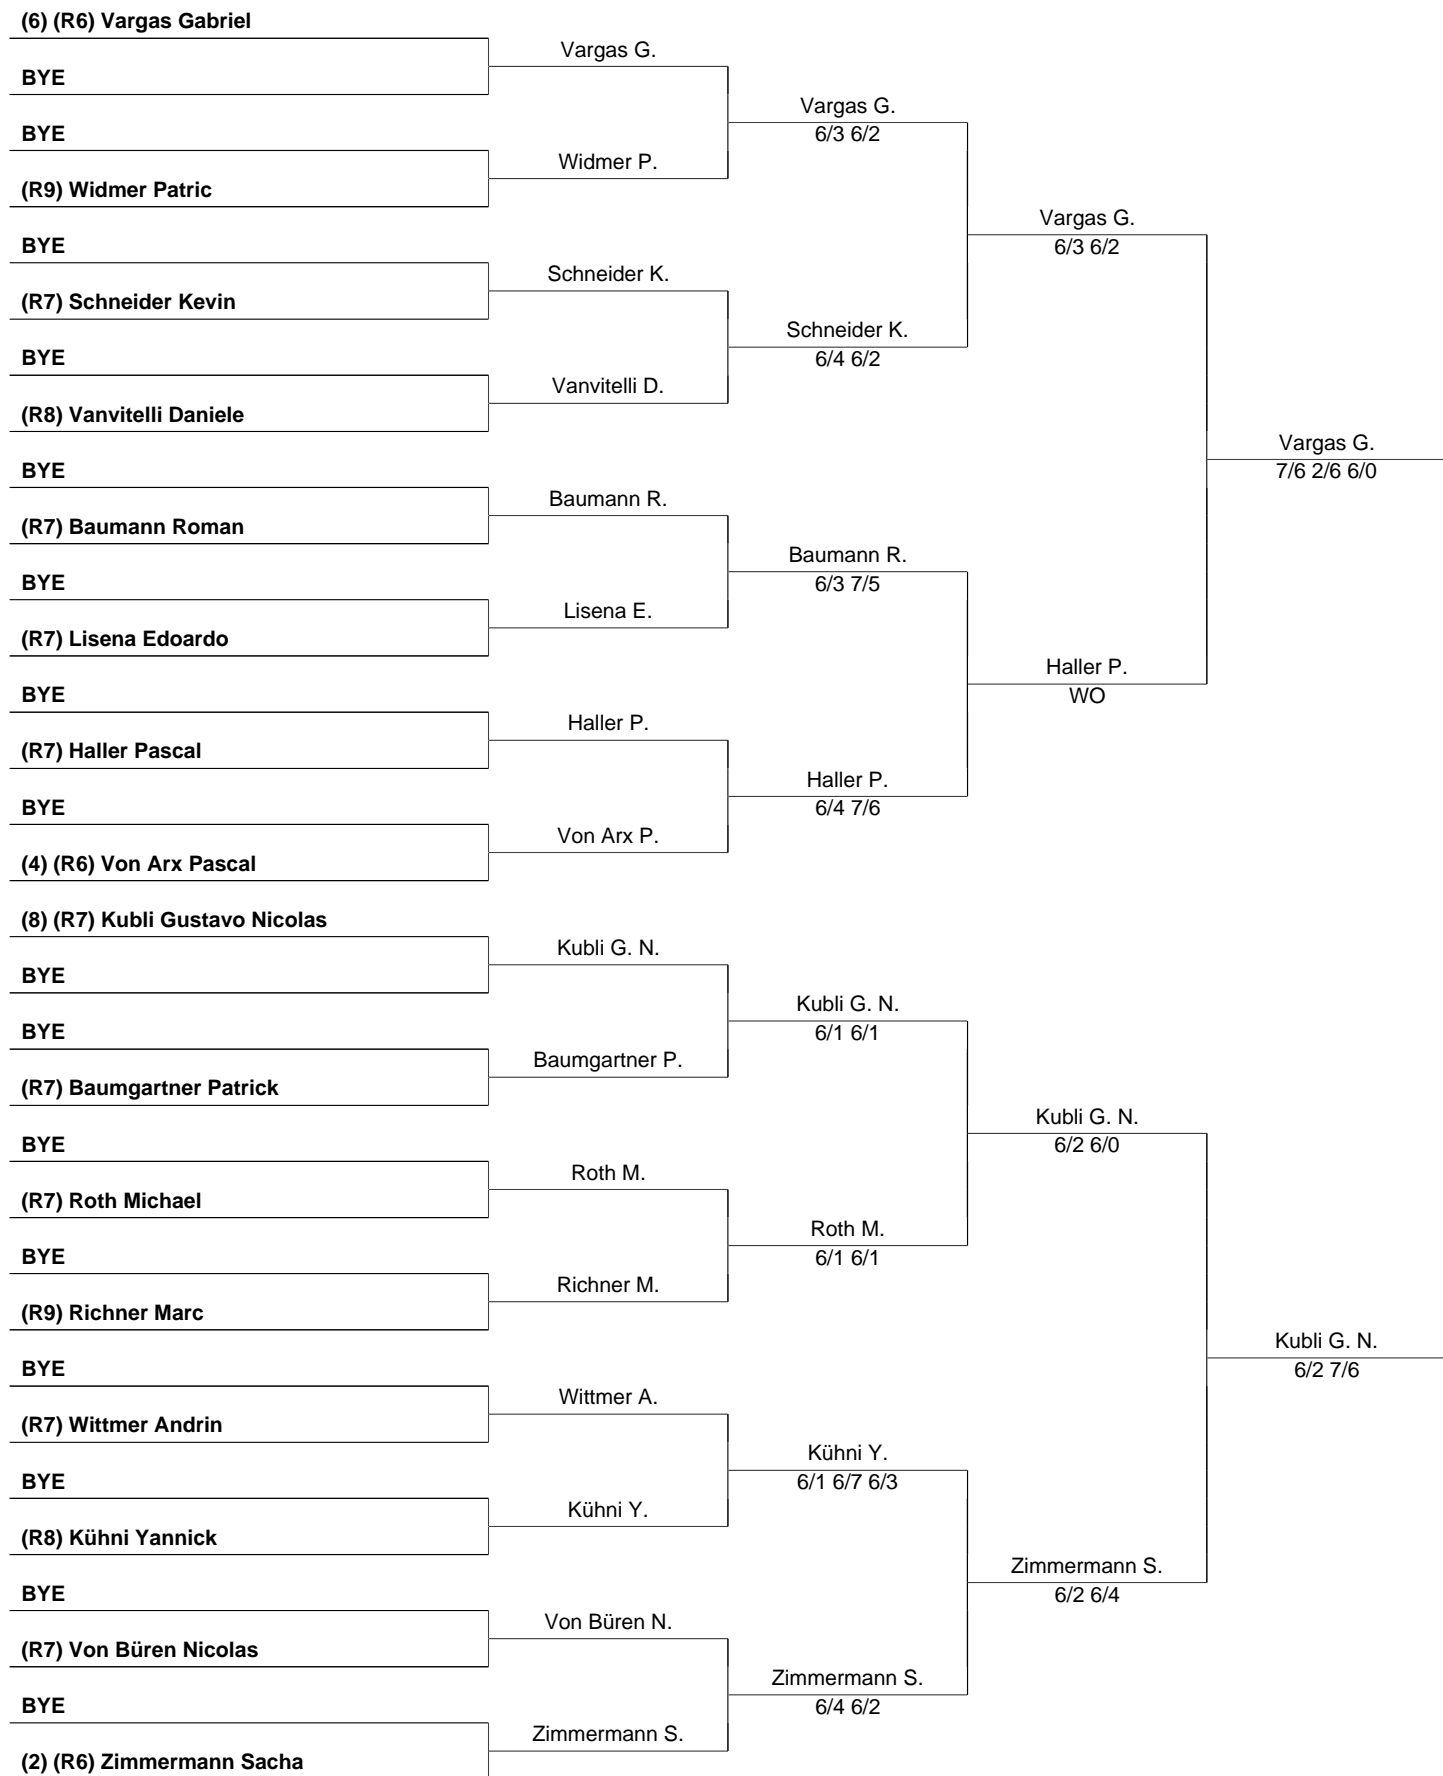 (6) (R6) Vargas Gabriel
BYE
BYE
(R9) Widmer Patric
BYE
(R7) Schneider Kevin
BYE
(R8) Vanvitelli Daniele
BYE
(R7) Baumann Roman
BYE
(R7) Lisena Edoardo
BYE
(R7) Haller Pascal
BYE
(4) (R6) Von Arx Pascal
(8) (R7) Kubli Gustavo Nicolas
BYE
BYE
(R7) Baumgartner Patrick
BYE
(R7) Roth Michael
BYE
(R9) Richner Marc
BYE
(R7) Wittmer Andrin
BYE
(R8) Kühni Yannick
BYE
(R7) Von Büren Nicolas
BYE
(2) (R6) Zimmermann Sacha
Vargas G.
Widmer P.
Schneider K.
Vanvitelli D.
Baumann R.
Lisena E.
Haller P.
Von Arx P.
Kubli G. N.
Baumgartner P.
Roth M.
Richner M.
Wittmer A.
Kühni Y.
Von Büren N.
Zimmermann S.
Vargas G.
6/3 6/2
Schneider K.
6/4 6/2
Baumann R.
6/3 7/5
Haller P.
6/4 7/6
Kubli G. N.
6/1 6/1
Roth M.
6/1 6/1
Kühni Y.
6/1 6/7 6/3
Zimmermann S.
6/4 6/2
Vargas G.
6/3 6/2
Haller P.
WO
Kubli G. N.
6/2 6/0
Zimmermann S.
6/2 6/4
Vargas G.
7/6 2/6 6/0
Kubli G. N.
6/2 7/6